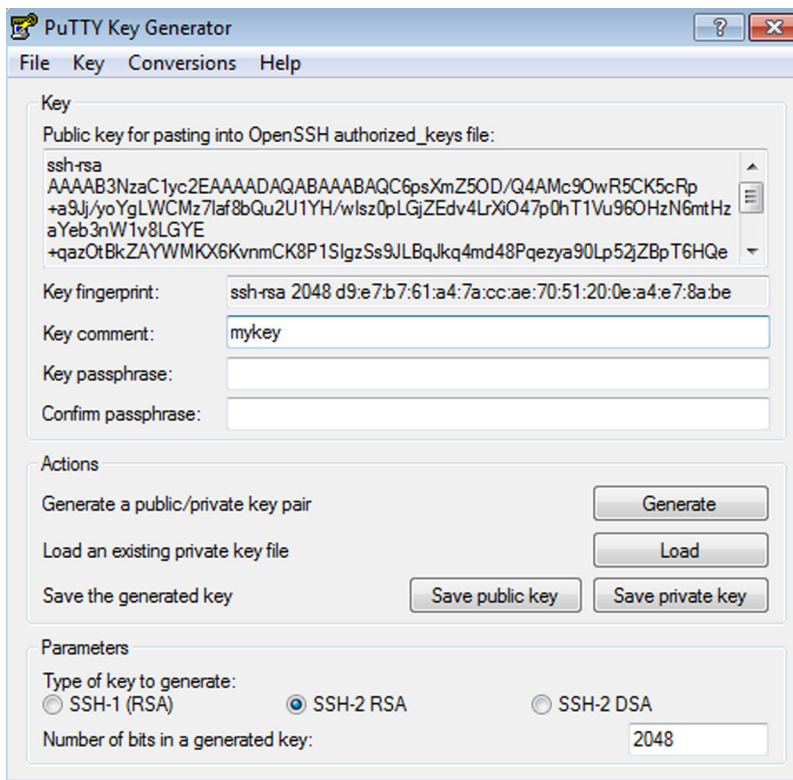 PuTTY Key Generator
File Key Conversions Help
Key
Public key for pasting into OpenSSH authorized_keys file:
ssh-rsa
AAAAB3NzaC1yc2EAAAADAQABAAABAQC6psXmZ5OD/Q4AMc9OwR5CK5cRp
+a9Jj/yoYgLWCMz7laf8bQu2U1YH/wlsz0pLGjZEdv4LrXiO47p0hT1Vu96OHzN6mtHz
aYeb3nW1v8LGYE
+qazOtBkZAYWMKX6KvnmCK8P1SIgzSs9JLBqJkq4md48Pqezya90Lp52jZBpT6HQe
Key fingerprint: ssh-rsa 2048 d9:e7:b7:61:a4:7a:cc:ae:70:51:20:0e:a4:e7:8a:be
Key comment: mykey
Key passphrase:
Confirm passphrase:
Actions
Generate a public/private key pair Generate
Load an existing private key file Load
Save the generated key Save public key Save private key
Parameters
Type of key to generate:
SSH-1 (RSA) SSH-2 RSA SSH-2 DSA
Number of bits in a generated key: 2048